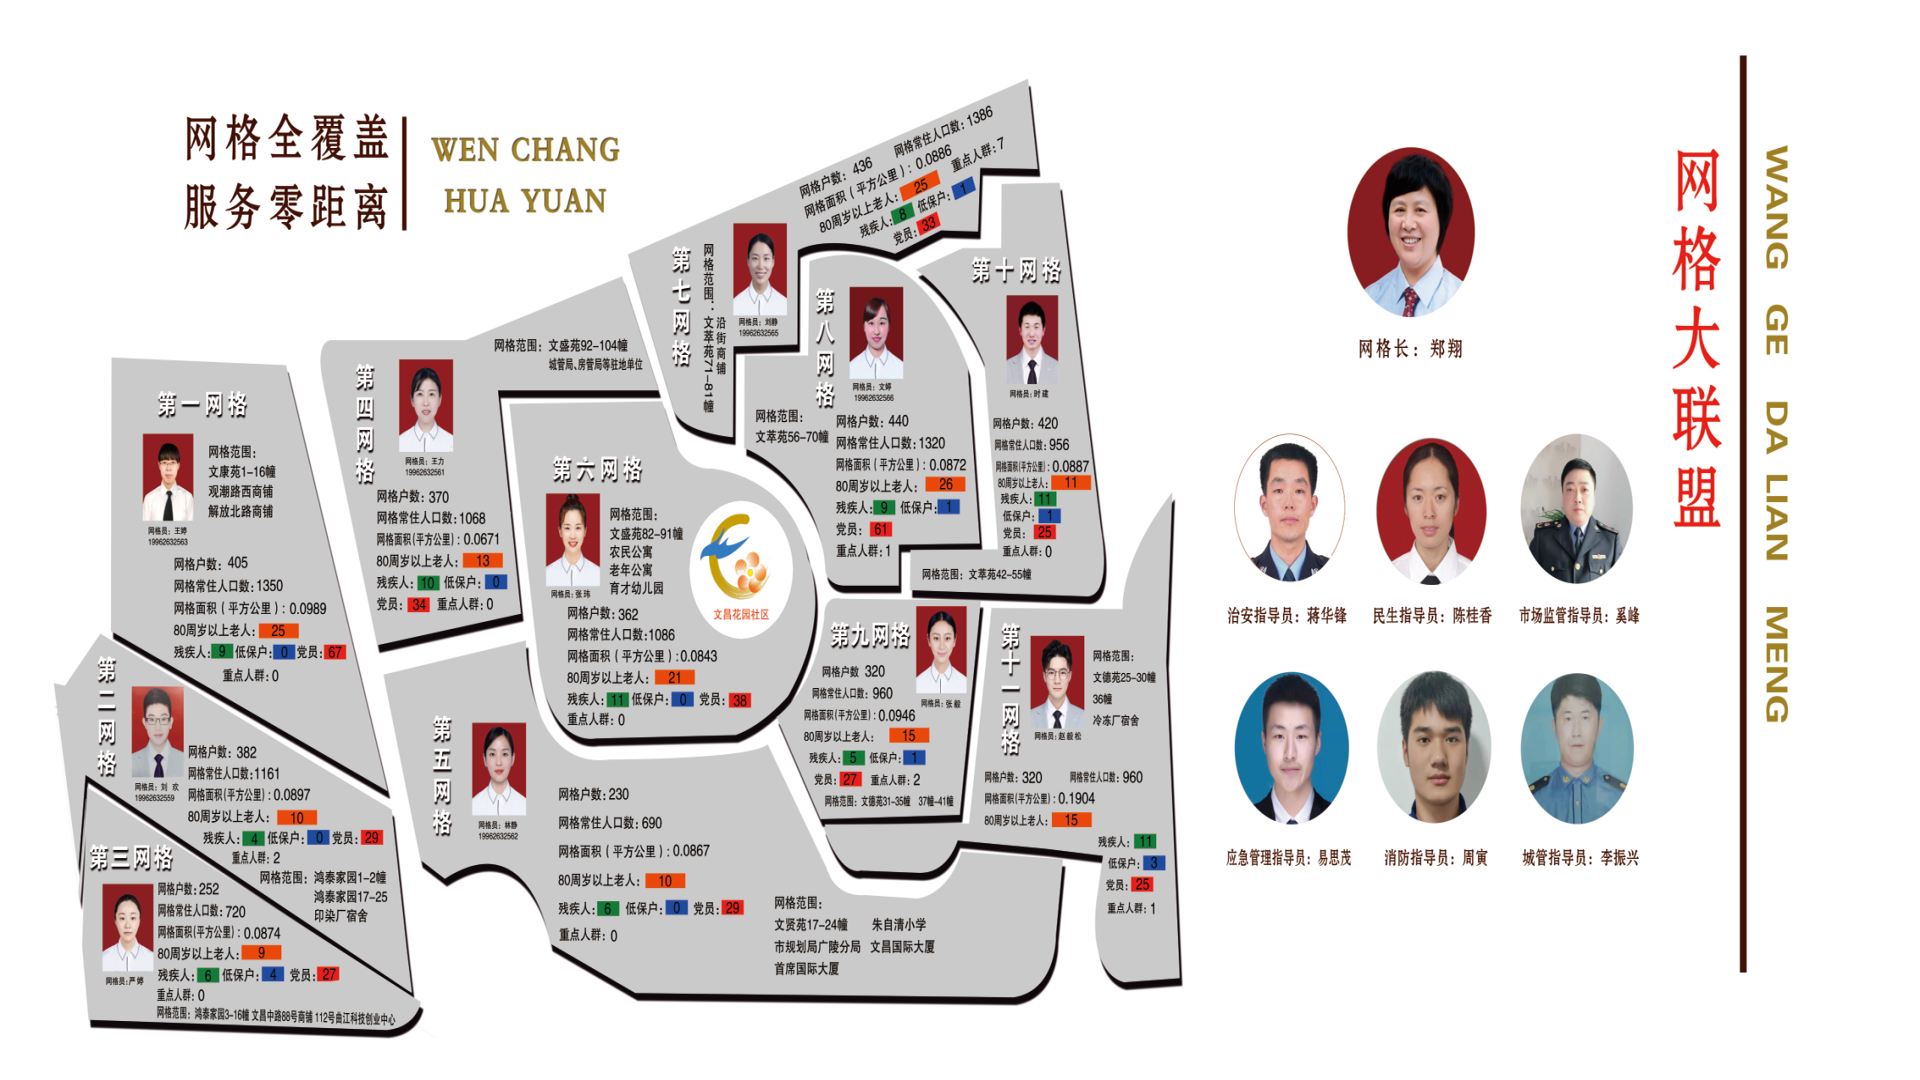 网格全覆盖
服务零距离
WEN CHANG
HUA YUAN
第一网格
网格员：王婷
19962632563
网格范围：
文康苑1-16幢
观潮路西商铺
解放北路商铺
网格户数：405
网格常住人口数：1350
网格面积（平方公里）：0.0989
80周岁以上老人：25
残疾人：9 低保户：0 党员：67
重点人群：0
第二网格
网格员：刘 欢
19962632559
网格户数：382
网格常住人口数：1161
网格面积（平方公里）：0.0897
80周岁以上老人：10
残疾人：4 低保户：0 党员：29
重点人群：2
网格范围：鸿泰家园1-2幢
鸿泰家园17-25
印染厂宿舍
第三网格
网格员：严婷
网格户数：252
网格常住人口数：720
网格面积（平方公里）：0.0874
80周岁以上老人：9
残疾人：6 低保户：4 党员：27
重点人群：0
网格范围：鸿泰家园3-16幢 文昌中路88号商铺 112号曲江科技创业中心
第四网格
网格员：王力
19962632561
网格范围：文盛苑92-104幢
城管局、房管局等驻地单位
网格户数：370
网格常住人口数：1068
网格面积（平方公里）：0.0671
80周岁以上老人：13
残疾人：10 低保户：0
党员：34 重点人群：0
第五网格
网格员：林静
19962632562
网格户数：230
网格常住人口数：690
网格面积（平方公里）：0.0867
80周岁以上老人：10
残疾人：6 低保户：0 党员：29
重点人群：0
网格范围：
文贤苑17-24幢 朱自清小学
市规划局广陵分局 文昌国际大厦
首席国际大厦
第六网格
网格员：张玮
网格范围：
文盛苑82-91幢
农民公寓
老年公寓
育才幼儿园
网格户数：362
网格常住人口数：1086
网格面积（平方公里）：0.0843
80周岁以上老人：21
残疾人：11 低保户：0 党员：38
重点人群：0
文昌花园社区
第七网格
网格范围：文萃苑71-81幢
沿街商铺
网格员：刘静
19962632565
网格户数：436 网格常住人口数：1386
网格面积（平方公里）：0.0886
80周岁以上老人：25 重点人群：7
残疾人：8 低保户：1
党员：33
第八网格
网格员：文婷
19962632566
网格范围：
文萃苑56-70幢
网格户数：440
网格常住人口数：1320
网格面积（平方公里）：0.0872
80周岁以上老人：26
残疾人：9 低保户：1
党员：61
重点人群：1
第九网格
网格员：张毅
网格户数 320
网格常住人口数：960
网格面积（平方公里）：0.0946
80周岁以上老人：15
残疾人：5 低保户：1
党员：27 重点人群：2
网格范围：文德苑31-35幢 37幢-41幢
第十网格
网格员：时建
网格户数：420
网格常住人口数：956
网格面积（平方公里）：0.0887
80周岁以上老人：11
残疾人：11
低保户：1
党员：25
重点人群：0
网格范围：文萃苑42-55幢
第十一网格
网格员：赵毅松
网格范围：
文德苑25-30幢
36幢
冷冻厂宿舍
网格户数：320 网格常住人口数：960
网格面积（平方公里）：0.1904
80周岁以上老人：15
残疾人：11
低保户：3
党员：25
重点人群：1
网格长：郑翔
治安指导员：蒋华锋
民生指导员：陈桂香
市场监管指导员：奚峰
应急管理指导员：易思茂
消防指导员：周寅
城管指导员：李振兴
网格大联盟
WANG GE DA LIAN MENG